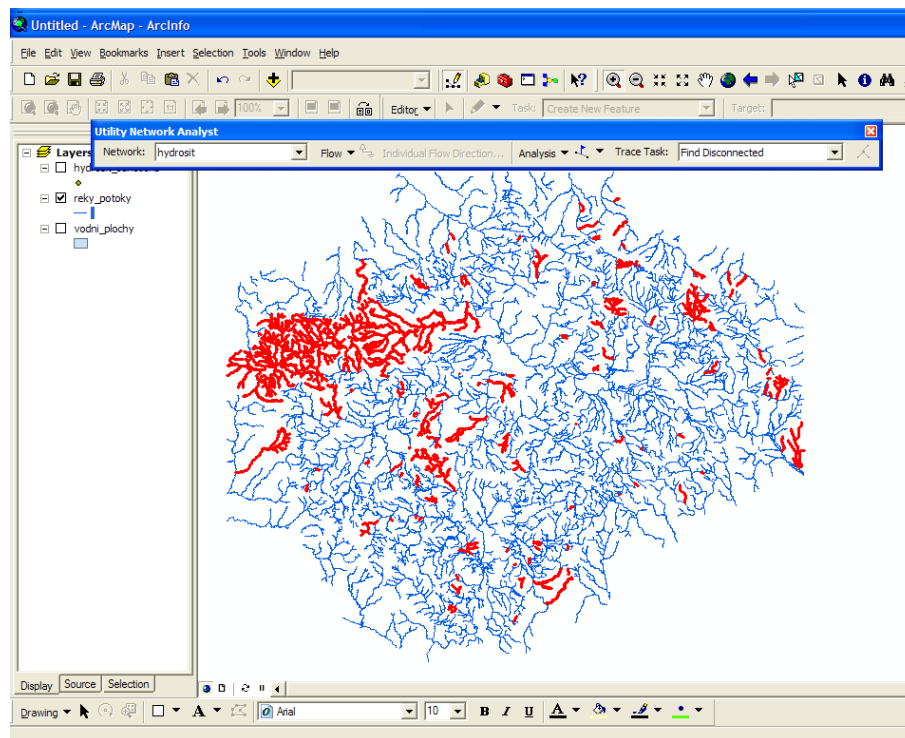 Untitled - ArcMap - ArcInfo
File Edit View Bookmarks Insert Selection Tools Window Help
100% Editor Task: Create New Feature Target:
Utility Network Analyst
Network: hydrosit Flow Individual Flow Direction... Analysis Trace Task: Find Disconnected
Layers
reky_potoky
vodni_plochy
Display Source Selection
Drawing A Arial 10 B I U A